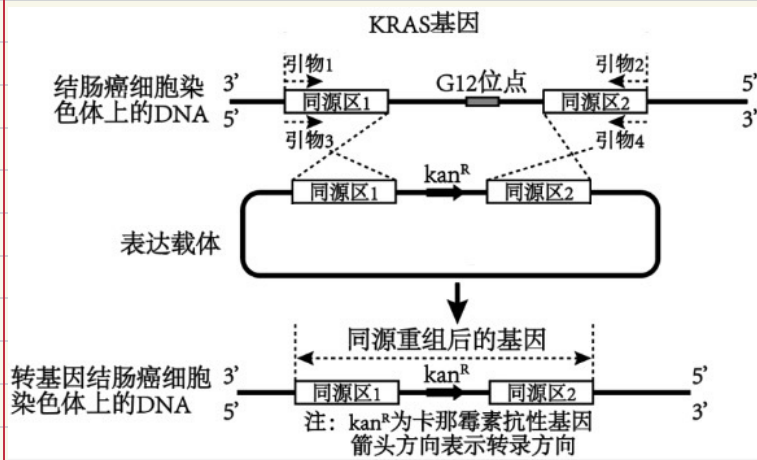 KRAS基因
引物1
引物2
结肠癌细胞染
色体上的DNA
3’
5’
5’
3’
同源区1
G12位点
同源区2
引物3
引物4
kanᴿ
同源区1
同源区2
表达载体
同源重组后的基因
转基因结肠癌细胞
染色体上的DNA
3’
5’
kanᴿ
5’
3’
同源区1
同源区2
注：kanᴿ为卡那霉素抗性基因
箭头方向表示转录方向